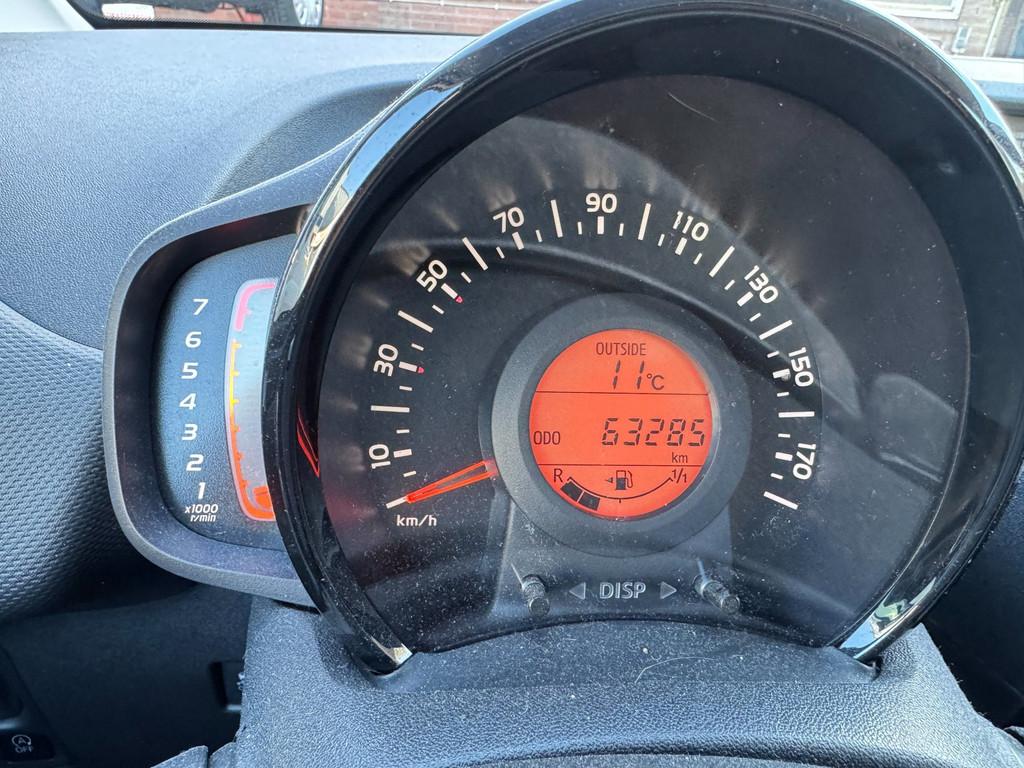 7
6
5
4
3
2
1
x1000
r/min
10
30
50
70
90
110
130
150
170
km/h
OUTSIDE
11°C
ODO 63285
km
R 1/1
◄ DISP ►
A
OFF